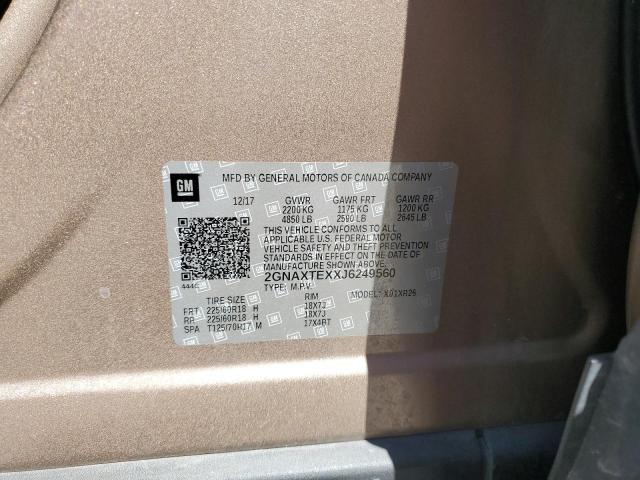 GM
MFD BY GENERAL MOTORS OF CANADA COMPANY
12/17 GVWR GAWR FRT GAWR RR
2200 KG 1175 KG 1200 KG
4850 LB 2590 LB 2645 LB
THIS VEHICLE CONFORMS TO ALL
APPLICABLE U.S. FEDERAL MOTOR
VEHICLE SAFETY AND THEFT PREVENTION
STANDARDS IN EFFECT ON THE DATE OF
MANUFACTURE SHOWN ABOVE.
4444 2GNAXTEXXJ6249560
TYPE: M.P.V. MODEL: X01XR26
TIRE SIZE RIM
FRT 225/60R18 H 18X7J
RR 225/60R18 H 18X7J
SPA T125/70R17 M 17X4BT